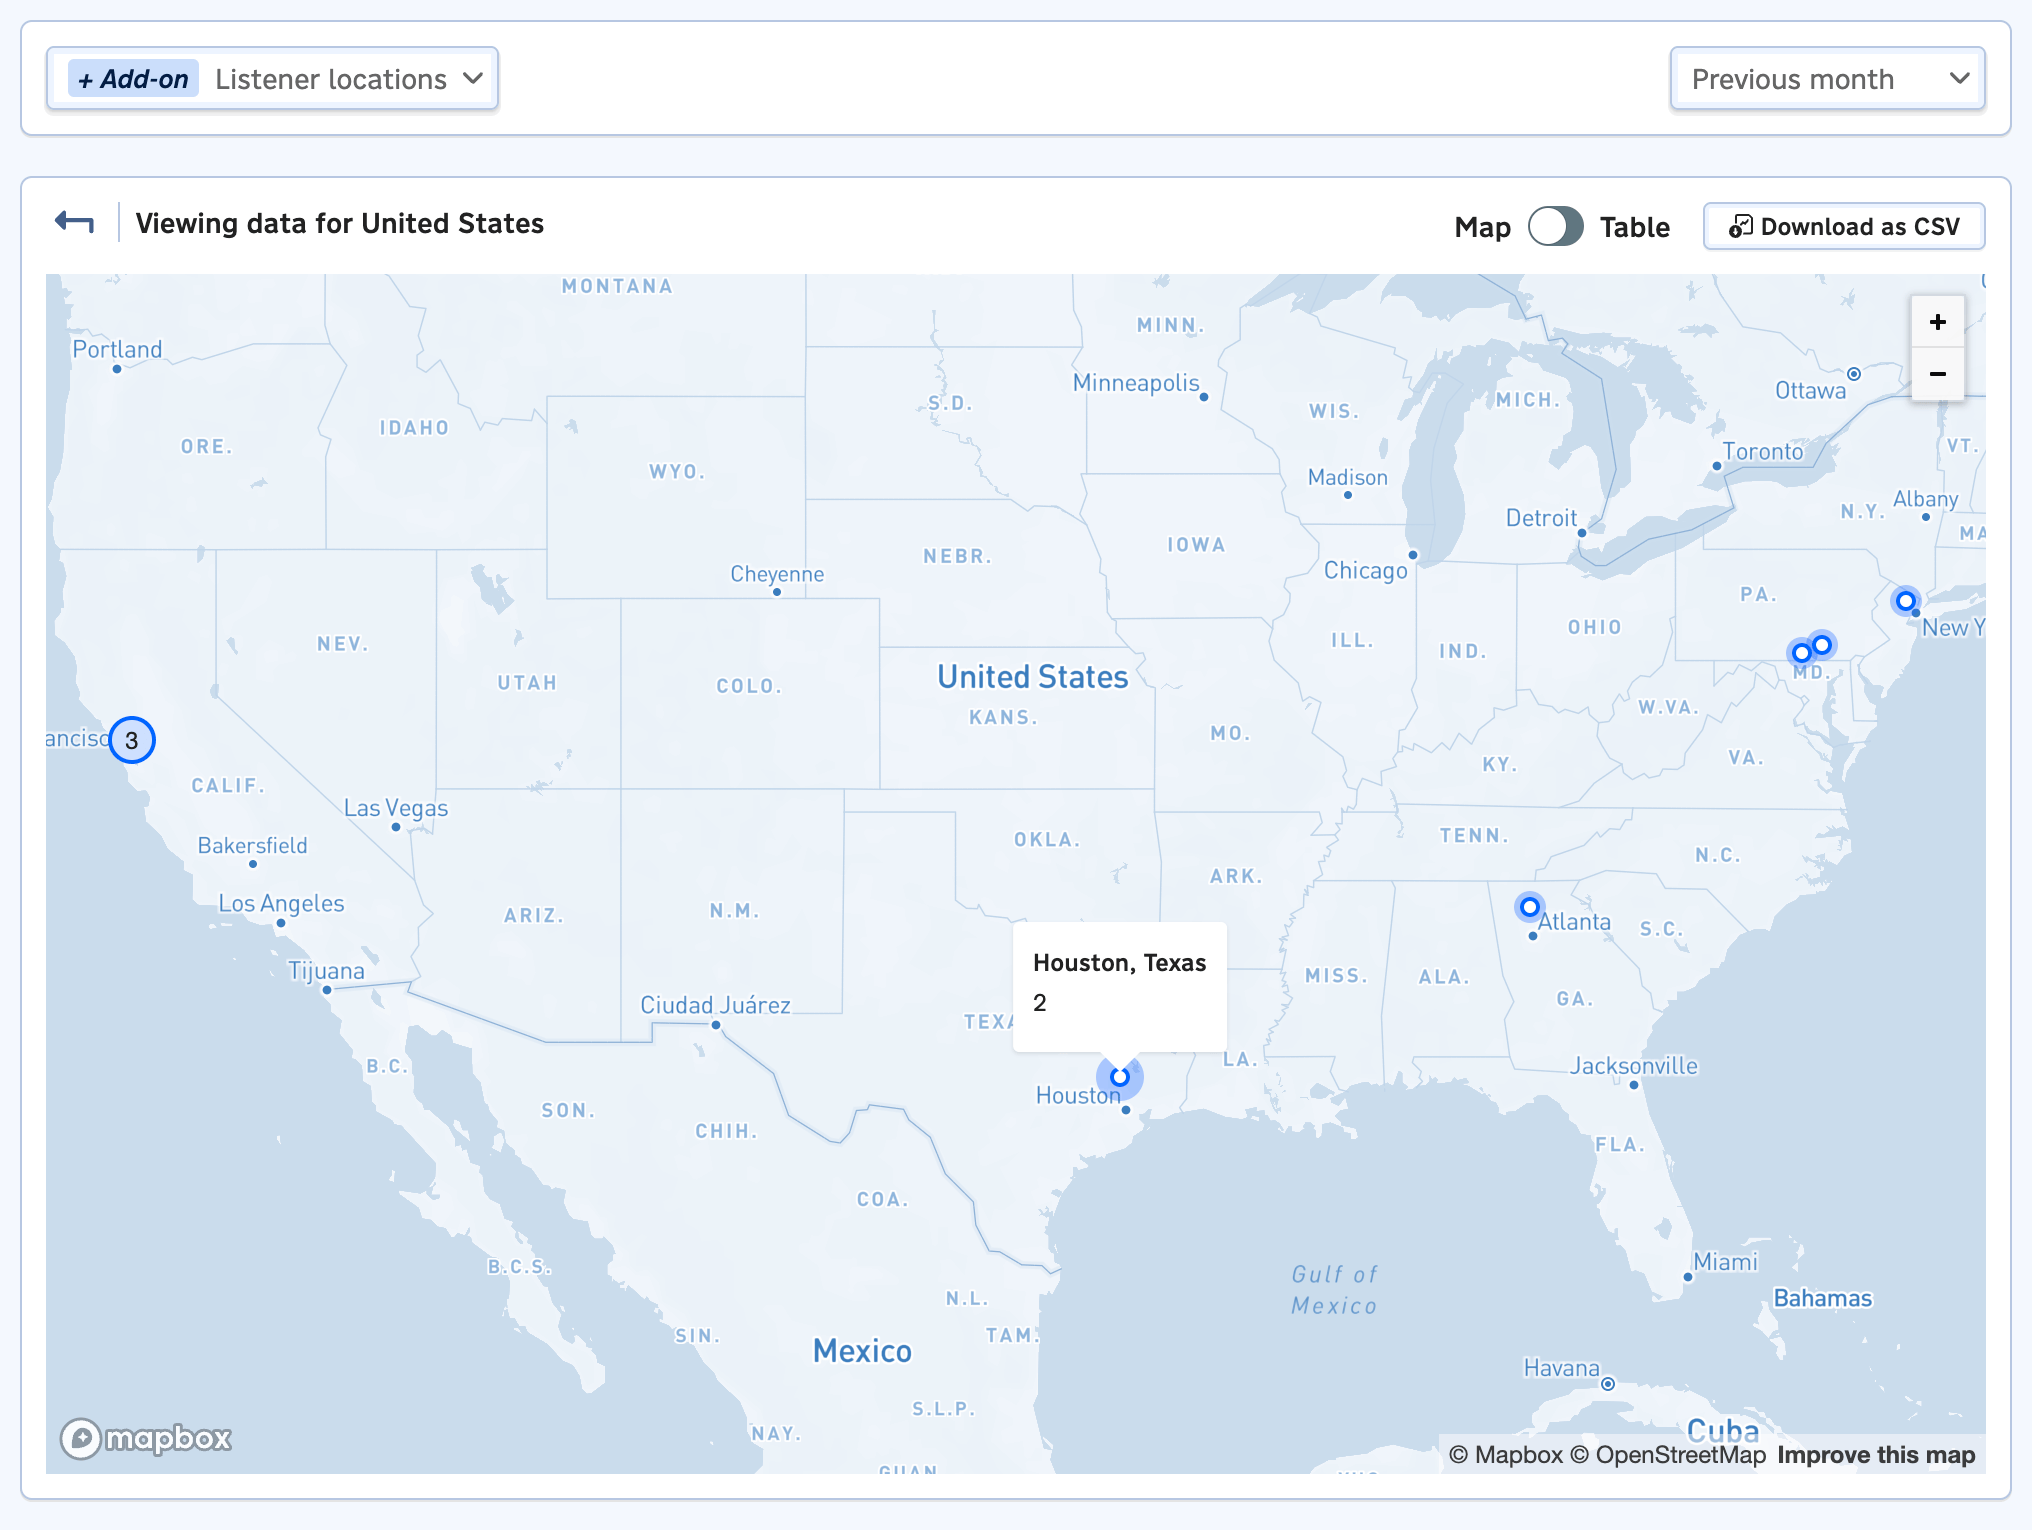 + Add-on Listener locations
Previous month
Viewing data for United States
Map Table Download as CSV
MONTANA
+
MINN.
Portland
−
Minneapolis
Ottawa
S.D.
MICH.
WIS.
IDAHO
ORE.
VT.
Toronto
WYO.
Madison
Albany
N.Y.
Detroit
MA
IOWA
NEBR.
Chicago
Cheyenne
PA.
OHIO
New Y
NEV.
ILL.
IND.
MD.
United States
UTAH
COLO.
W.VA.
KANS.
MO.
anciso
3
VA.
KY.
CALIF.
Las Vegas
TENN.
OKLA.
Bakersfield
N.C.
ARK.
Los Angeles
N.M.
ARIZ.
Atlanta
S.C.
Houston, Texas
Tijuana
MISS.
ALA.
GA.
2
Ciudad Juárez
TEXA
LA.
B.C.
Jacksonville
Houston
SON.
CHIH.
FLA.
COA.
Miami
B.C.S.
Gulf of
Mexico
N.L.
Bahamas
SIN.
TAM.
Mexico
Havana
S.L.P.
Cuba
NAY.
mapbox
© Mapbox © OpenStreetMap Improve this map
GUAN